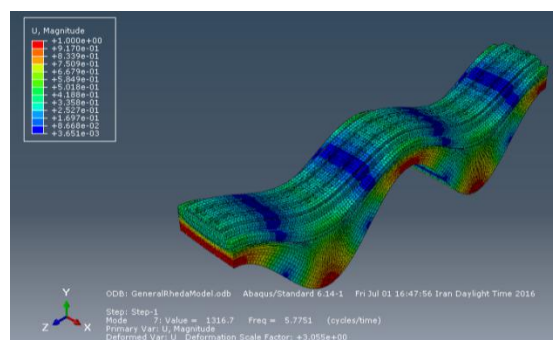 U, Magnitude
+1.000e+00
+9.170e-01
+8.339e-01
+7.509e-01
+6.679e-01
+5.849e-01
+5.018e-01
+4.188e-01
+3.358e-01
+2.527e-01
+1.697e-01
+8.668e-02
+3.651e-03
Y
Z
X
ODB: GeneralRhedaModel.odb Abaqus/Standard 6.14-1 Fri Jul 01 16:47:56 Iran Daylight Time 2016
Step: Step-1
Mode 7: Value = 1316.7 Freq = 5.7751 (cycles/time)
Primary Var: U, Magnitude
Deformed Var: U Deformation Scale Factor: +3.055e+00